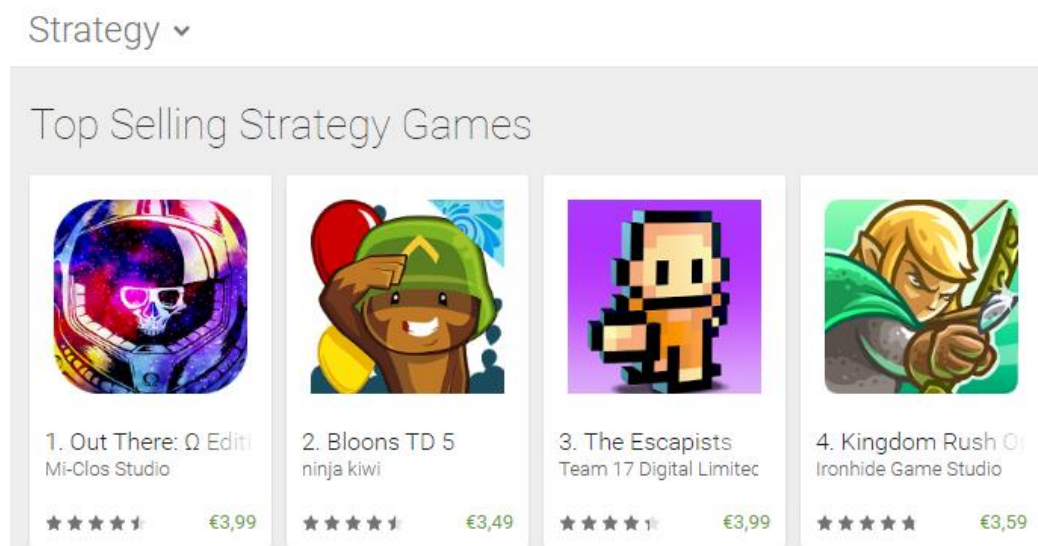 Strategy
Top Selling Strategy Games
1. Out There: Ω Editi
Mi-Clos Studio
€3,99
2. Bloons TD 5
ninja kiwi
€3,49
3. The Escapists
Team 17 Digital Limitec
€3,99
4. Kingdom Rush O
Ironhide Game Studio
€3,59